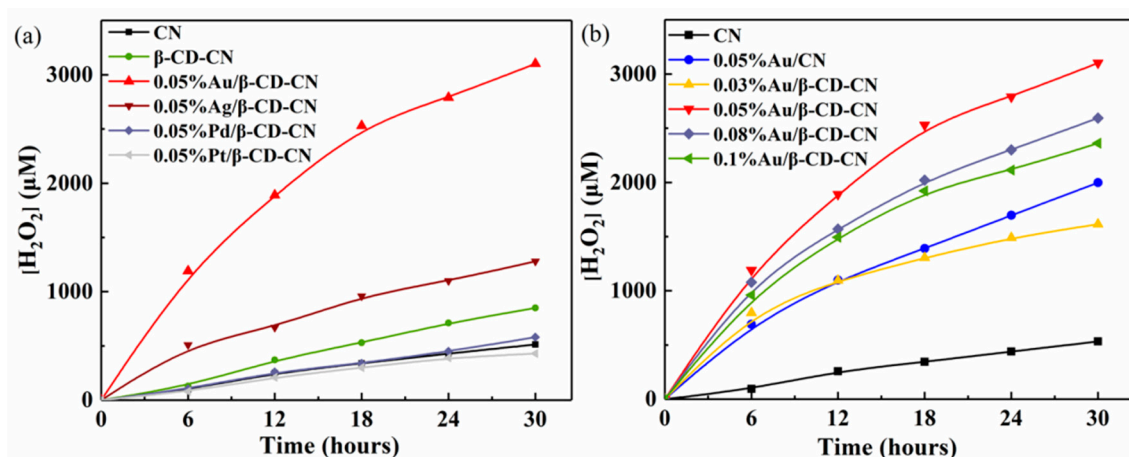 (a)
CN
β-CD-CN
0.05%Au/β-CD-CN
0.05%Ag/β-CD-CN
0.05%Pd/β-CD-CN
0.05%Pt/β-CD-CN
3000
2000
1000
0
[H₂O₂] (μM)
0 6 12 18 24 30
Time (hours)
(b)
CN
0.05%Au/CN
0.03%Au/β-CD-CN
0.05%Au/β-CD-CN
0.08%Au/β-CD-CN
0.1%Au/β-CD-CN
3000
2000
1000
0
[H₂O₂] (μM)
0 6 12 18 24 30
Time (hours)